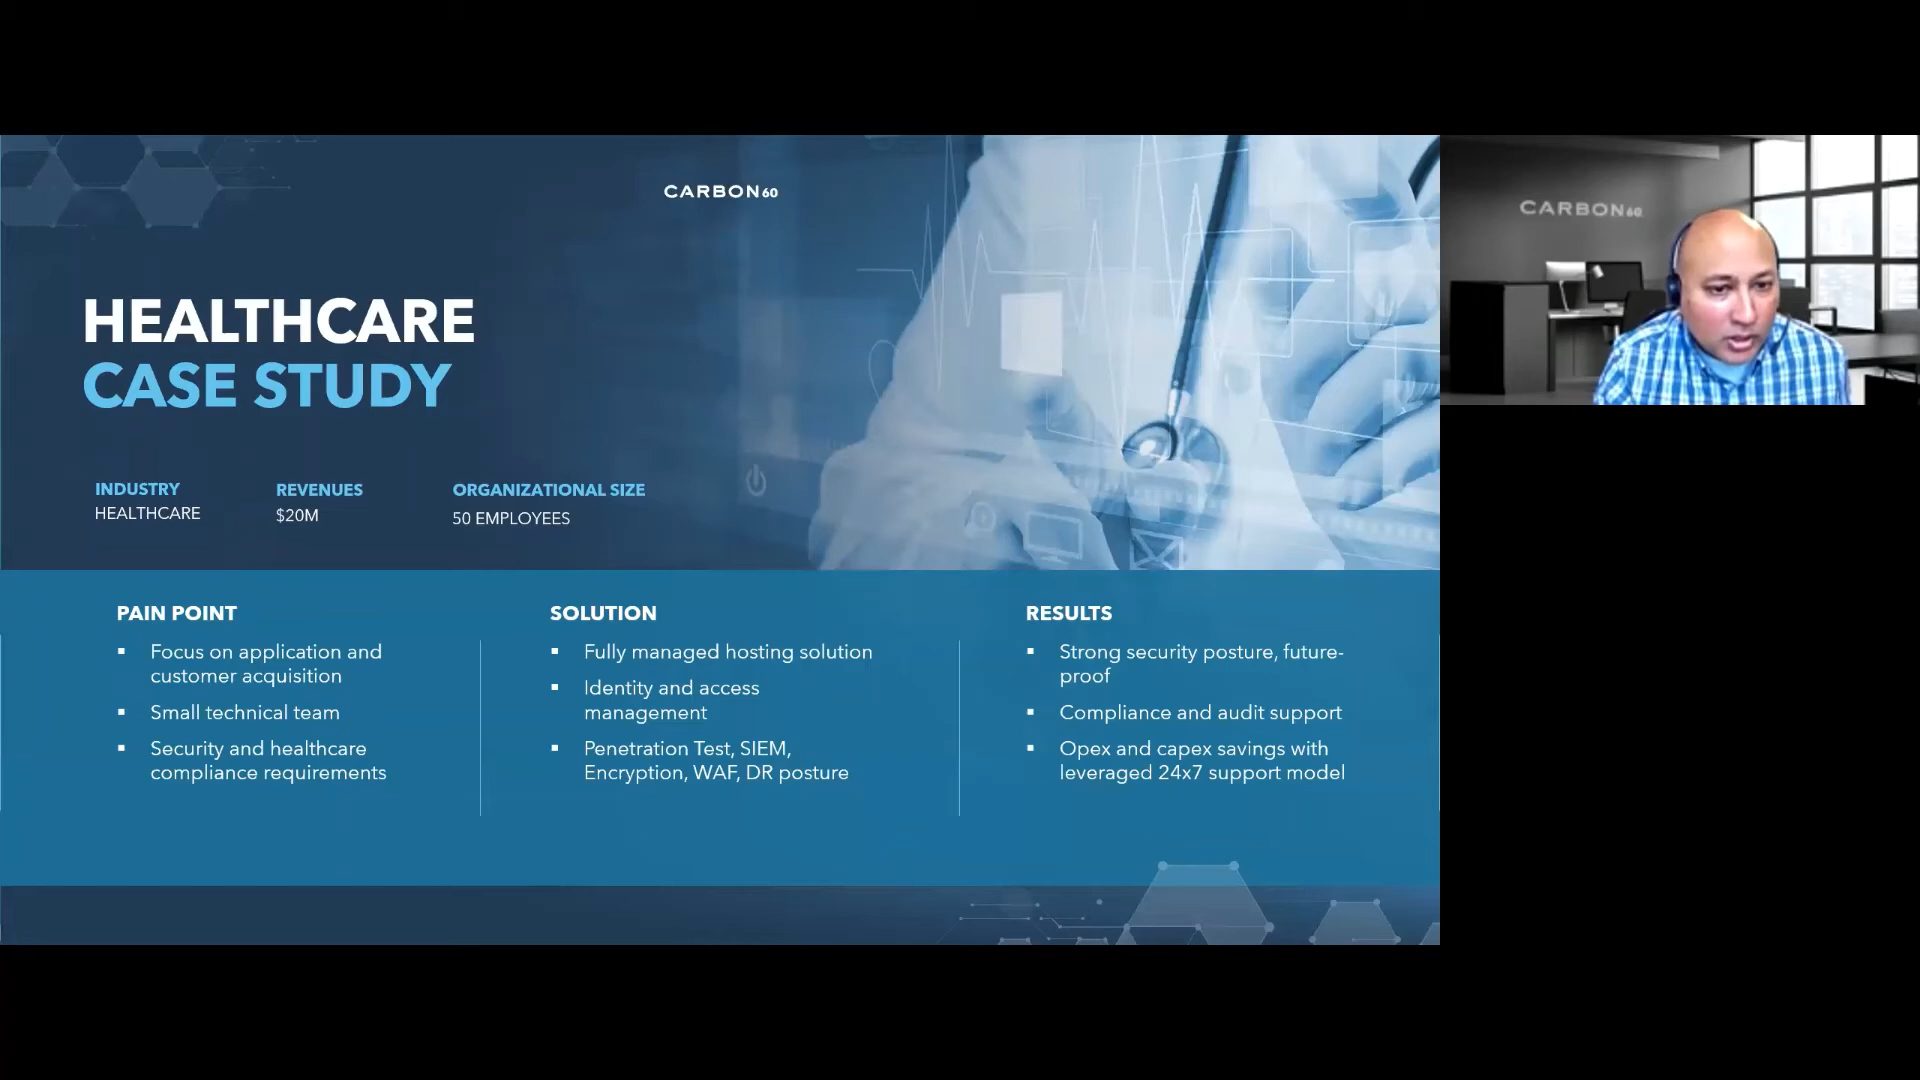 CARBON60
CARBON60
HEALTHCARE
CASE STUDY
INDUSTRY
HEALTHCARE
REVENUES
$20M
ORGANIZATIONAL SIZE
50 EMPLOYEES
PAIN POINT
▪ Focus on application and
customer acquisition
▪ Small technical team
▪ Security and healthcare
compliance requirements
SOLUTION
▪ Fully managed hosting solution
▪ Identity and access
management
▪ Penetration Test, SIEM,
Encryption, WAF, DR posture
RESULTS
▪ Strong security posture, future-
proof
▪ Compliance and audit support
▪ Opex and capex savings with
leveraged 24x7 support model